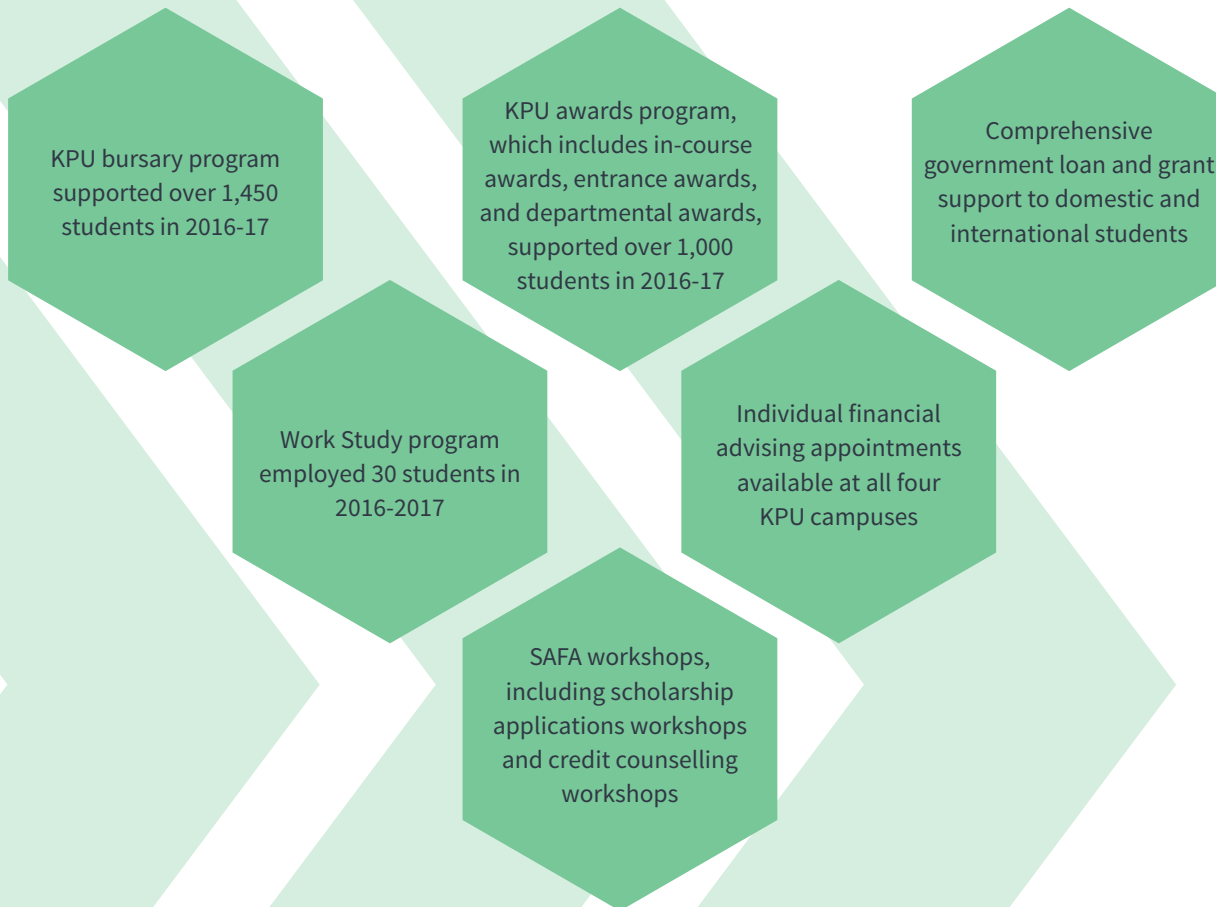 KPU bursary program
supported over 1,450
students in 2016-17
KPU awards program,
which includes in-course
awards, entrance awards,
and departmental awards,
supported over 1,000
students in 2016-17
Comprehensive
government loan and grant
support to domestic and
international students
Work Study program
employed 30 students in
2016-2017
Individual financial
advising appointments
available at all four
KPU campuses
SAFA workshops,
including scholarship
applications workshops
and credit counselling
workshops